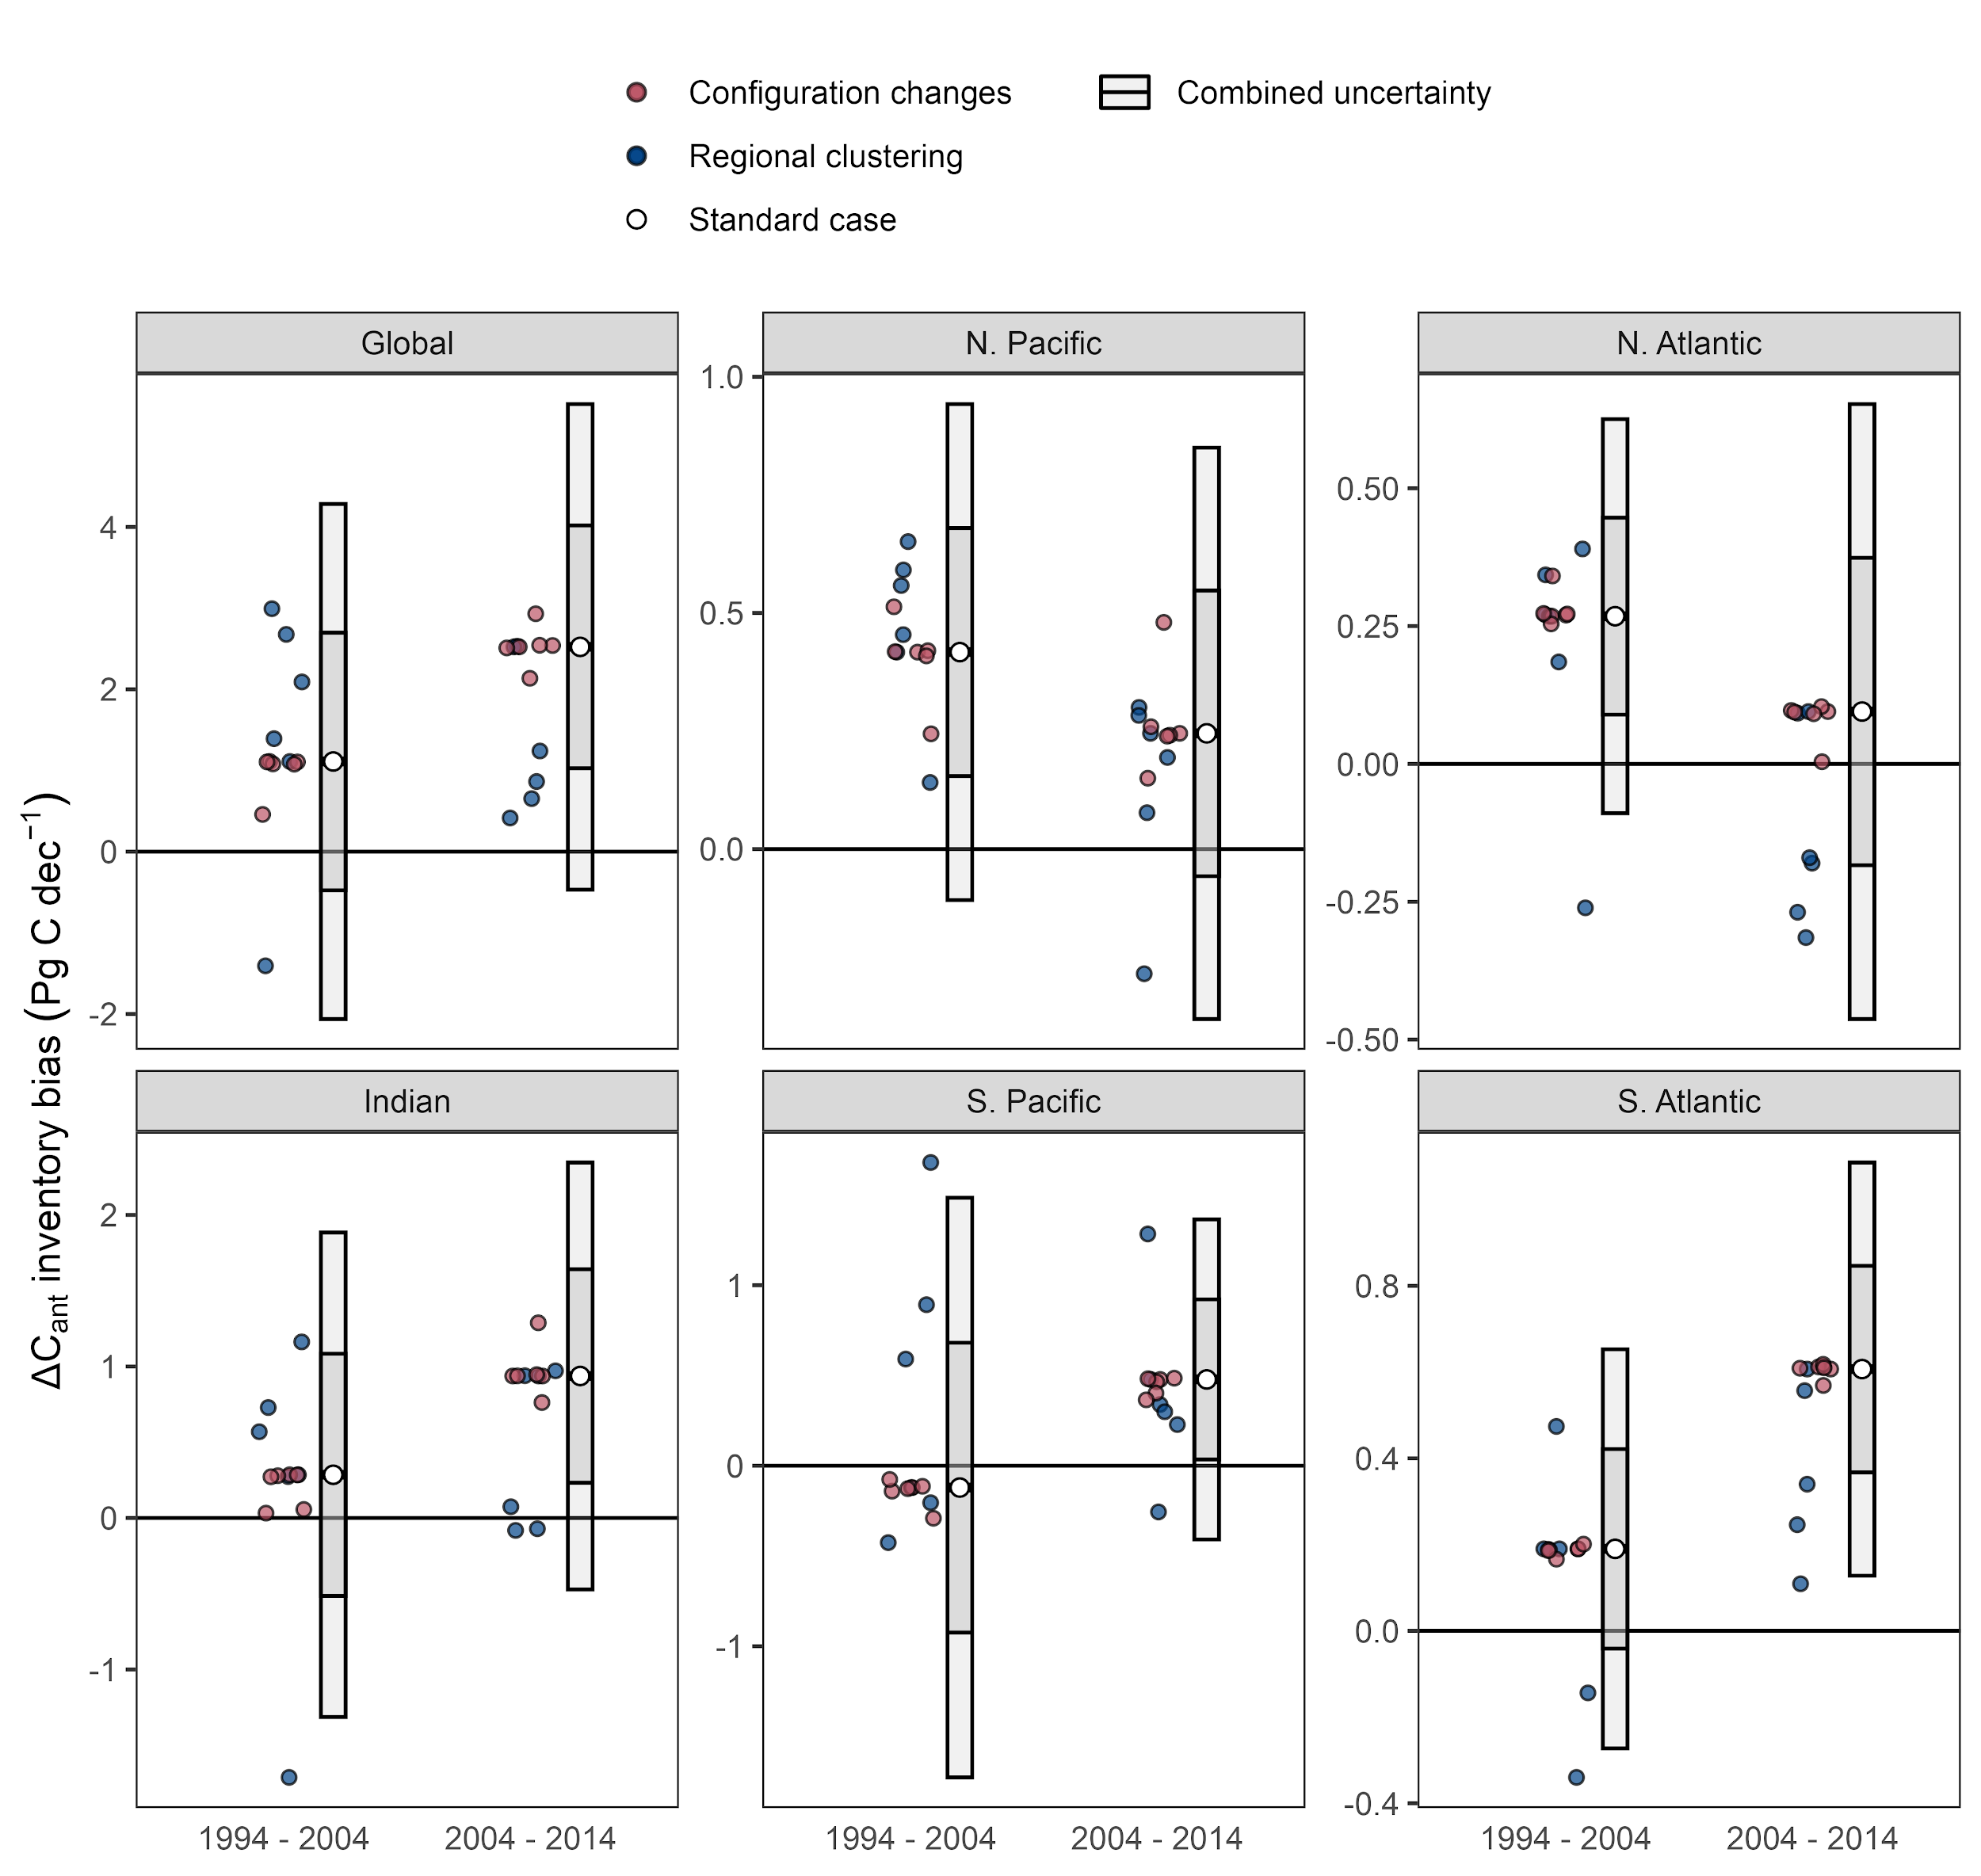 Configuration changes
Combined uncertainty
Regional clustering
Standard case
ΔCant inventory bias (Pg C dec−1)
Global
4
2
0
-2
N. Pacific
1.0
0.5
0.0
N. Atlantic
0.50
0.25
0.00
-0.25
-0.50
Indian
2
1
0
-1
S. Pacific
1
0
-1
S. Atlantic
0.8
0.4
0.0
-0.4
1994 - 2004
2004 - 2014
1994 - 2004
2004 - 2014
1994 - 2004
2004 - 2014